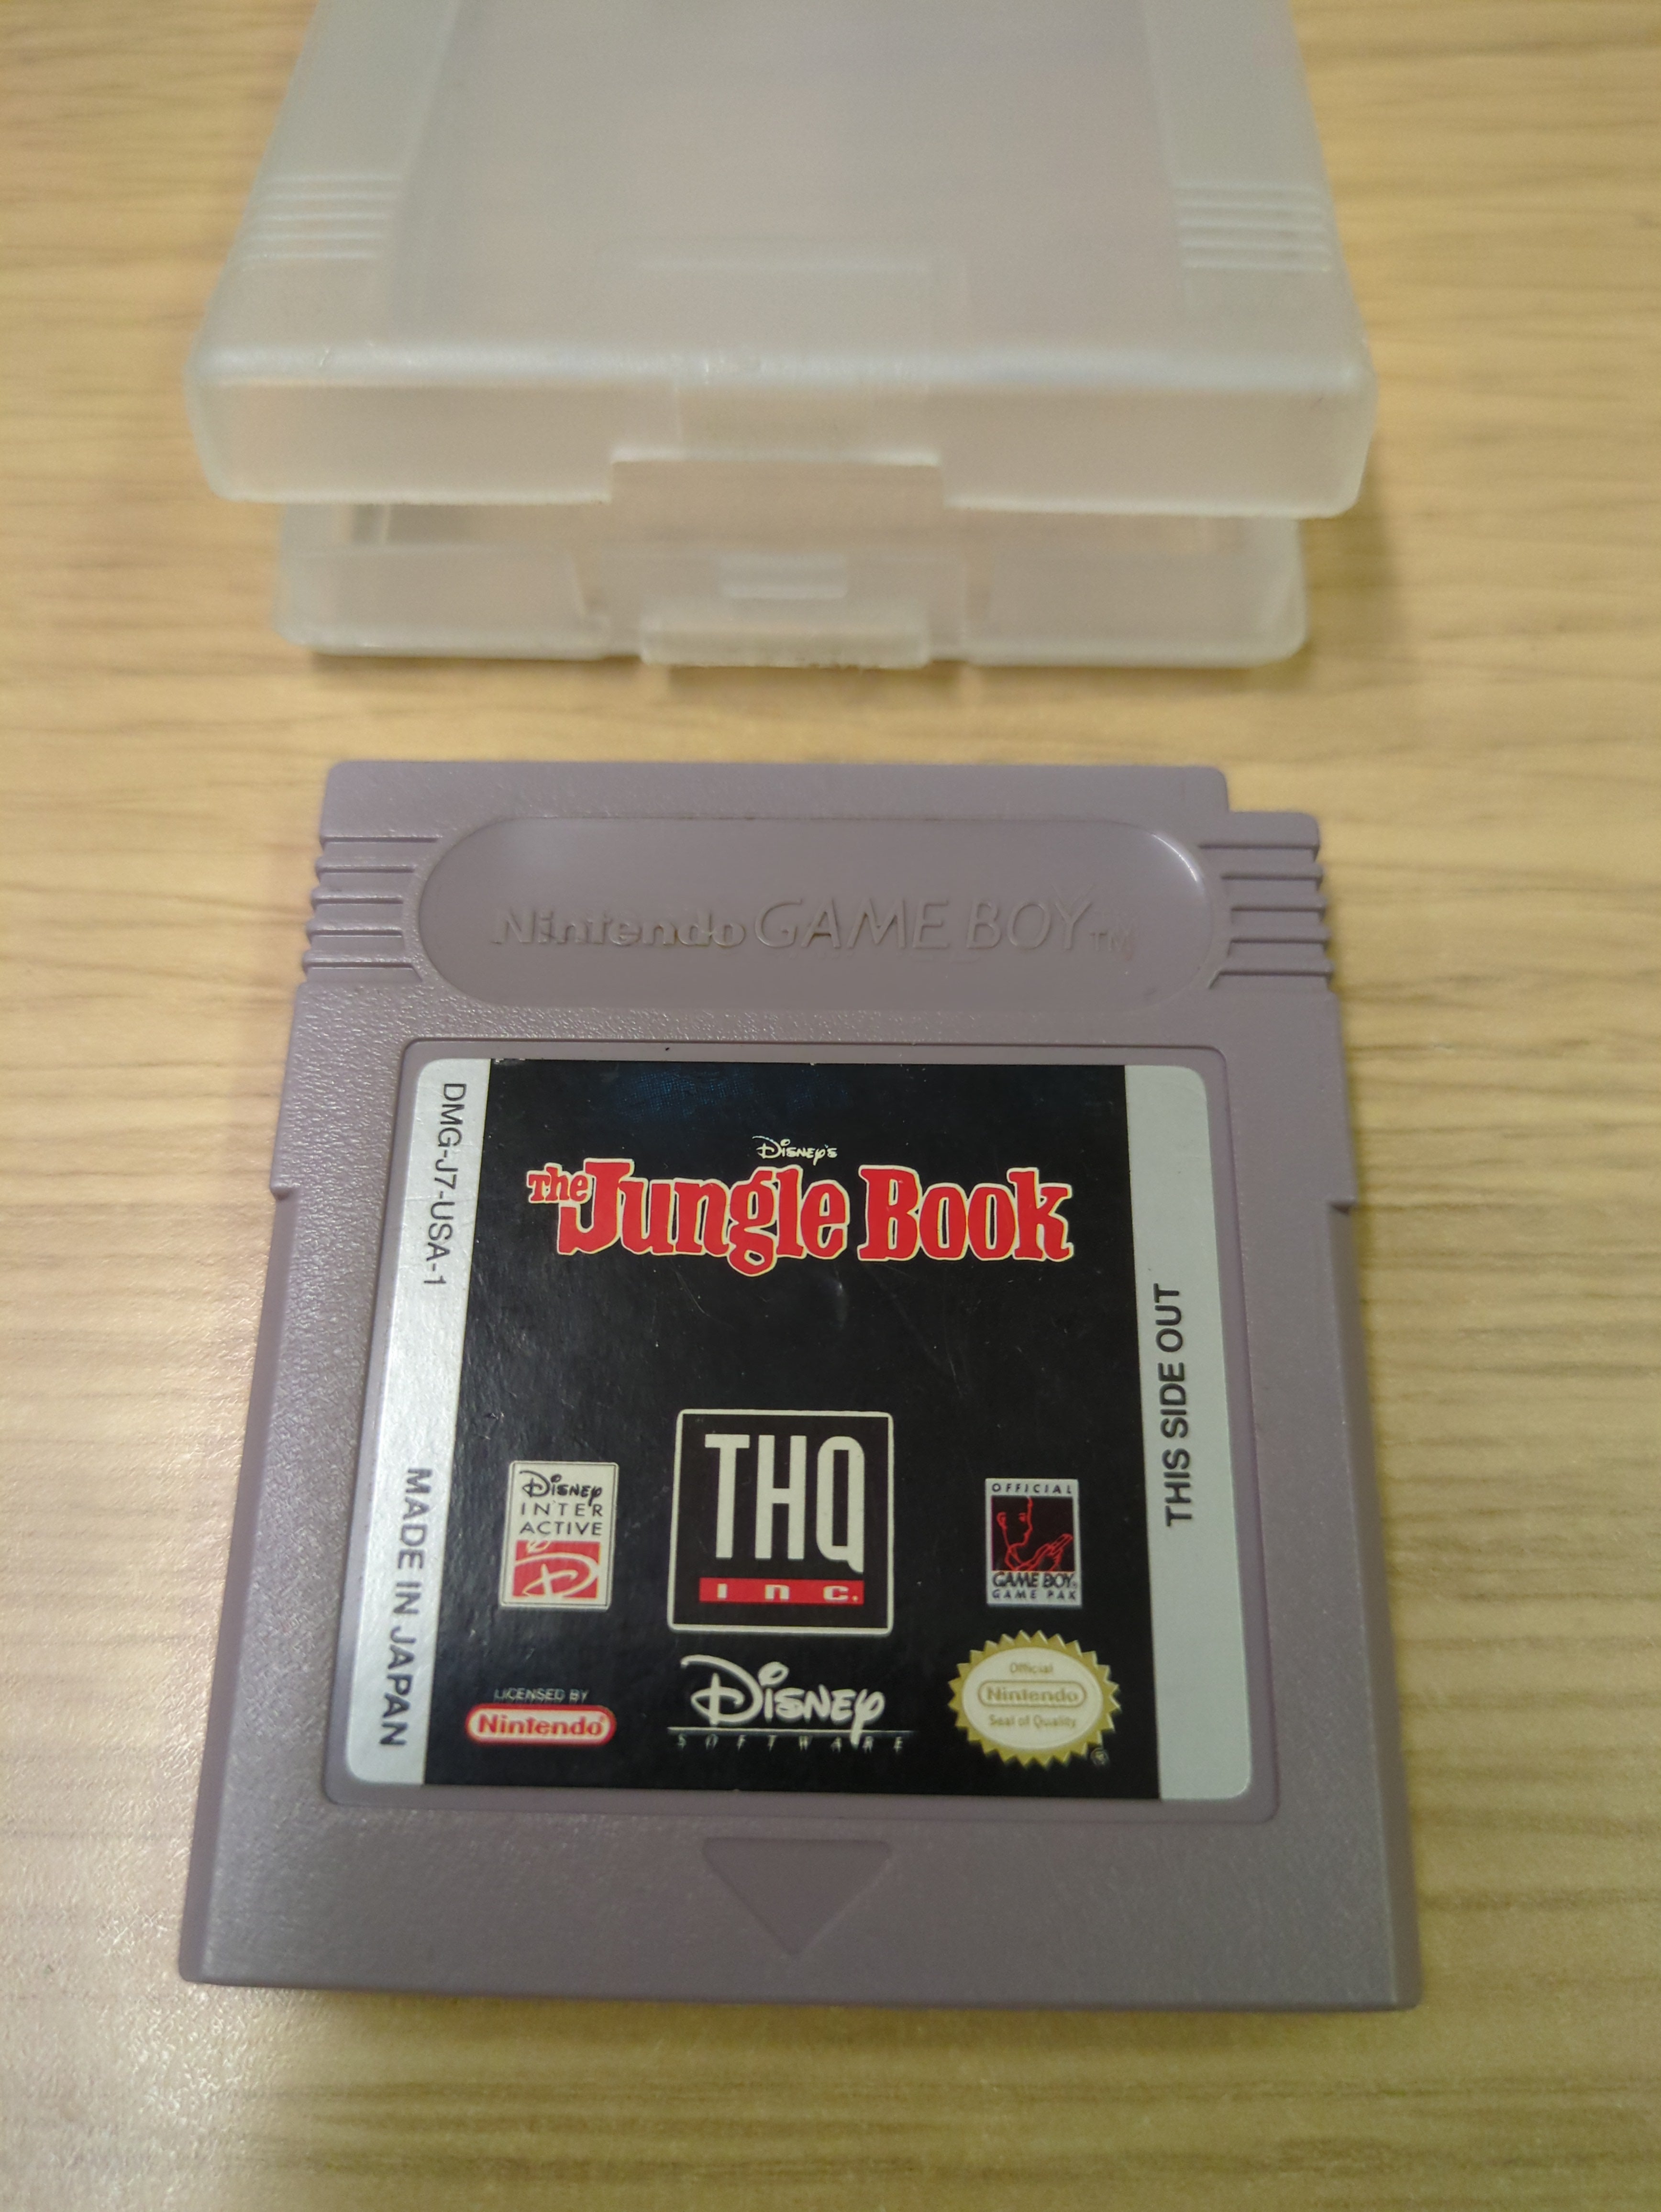 Nintendo GAME BOY TM
DMG-J7-USA-1
MADE IN JAPAN
Disney's
The Jungle Book
THIS SIDE OUT
Disney
INTER
ACTIVE
D
THQ
Inc.
OFFICIAL
GAME BOY®
GAME PAK
LICENSED BY
Nintendo®
Disney
SOFTWARE
Official
Nintendo
Seal of Quality
®